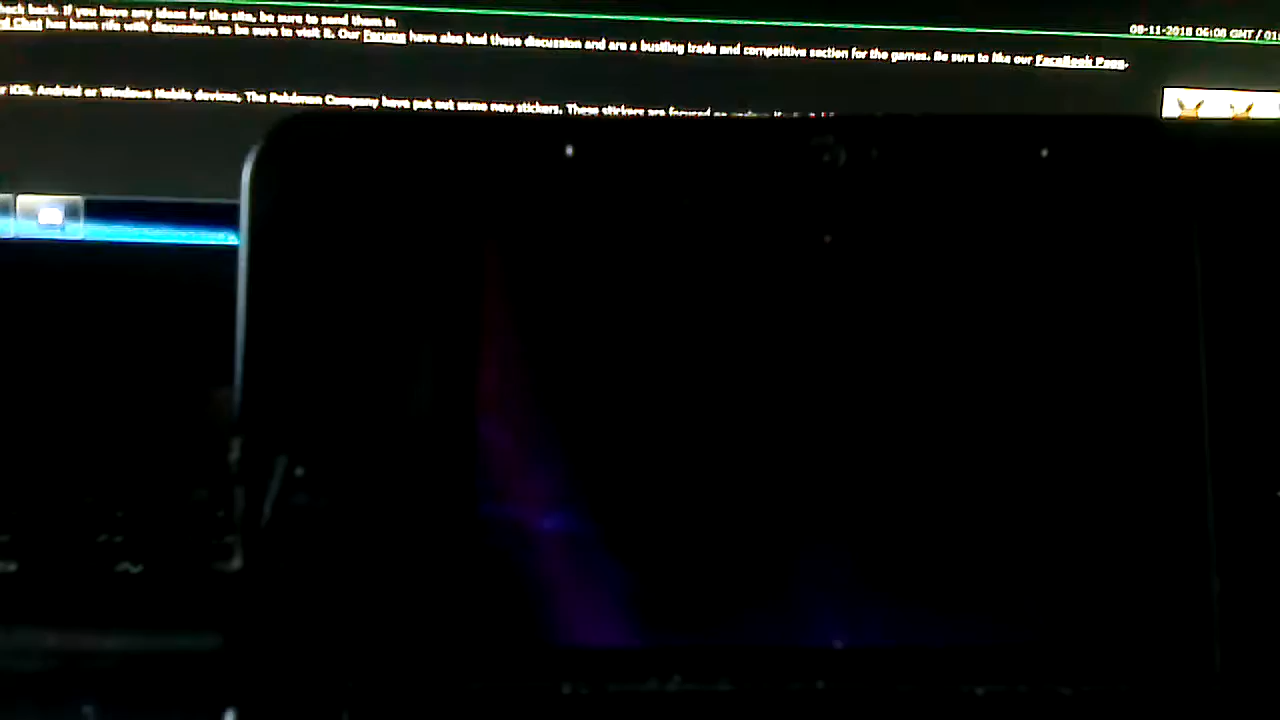 back back. If you have any ideas for the site, be sure to send them in
Chat has been rife with discussion, so be sure to visit it. Our Forums have also had these discussion and are a bustling trade and competitive section for the games. Be sure to like our FaceBook Page.
08-11-2018 06:08 GMT /
iOS, Android or Windows Mobile devices, The Pokémon Company have put out some new stickers. These stickers are focused